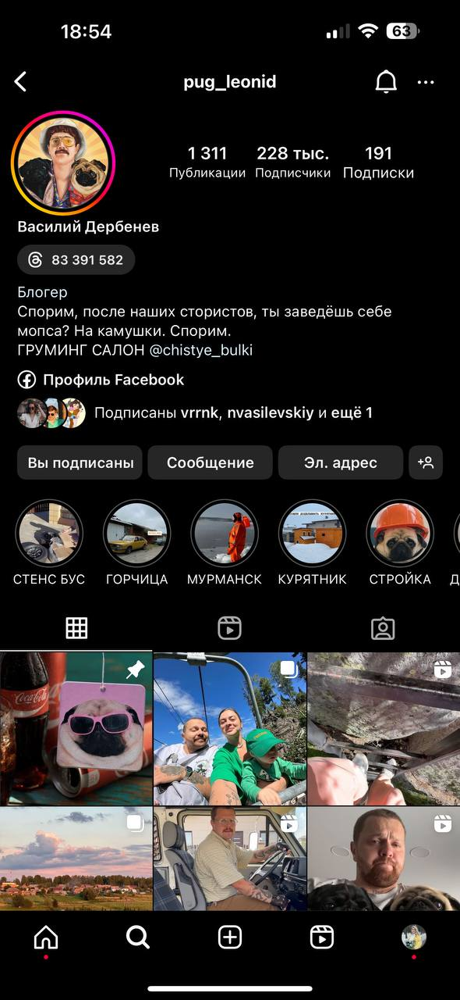 18:54
63
pug_leonid
1 311
228 тыс.
191
Публикации
Подписчики
Подписки
Василий Дербенев
83 391 582
Блогер
Спорим, после наших стористов, ты заведёшь себе
мопса? На камушки. Спорим.
ГРУМИНГ САЛОН @chistye_bulki
Профиль Facebook
Подписаны vrrnk, nvasilevskiy и ещё 1
Вы подписаны
Сообщение
Эл. адрес
СТЕНС БУС
ГОРЧИЦА
МУРМАНСК
КУРЯТНИК
СТРОЙКА
Д
Coca-Cola